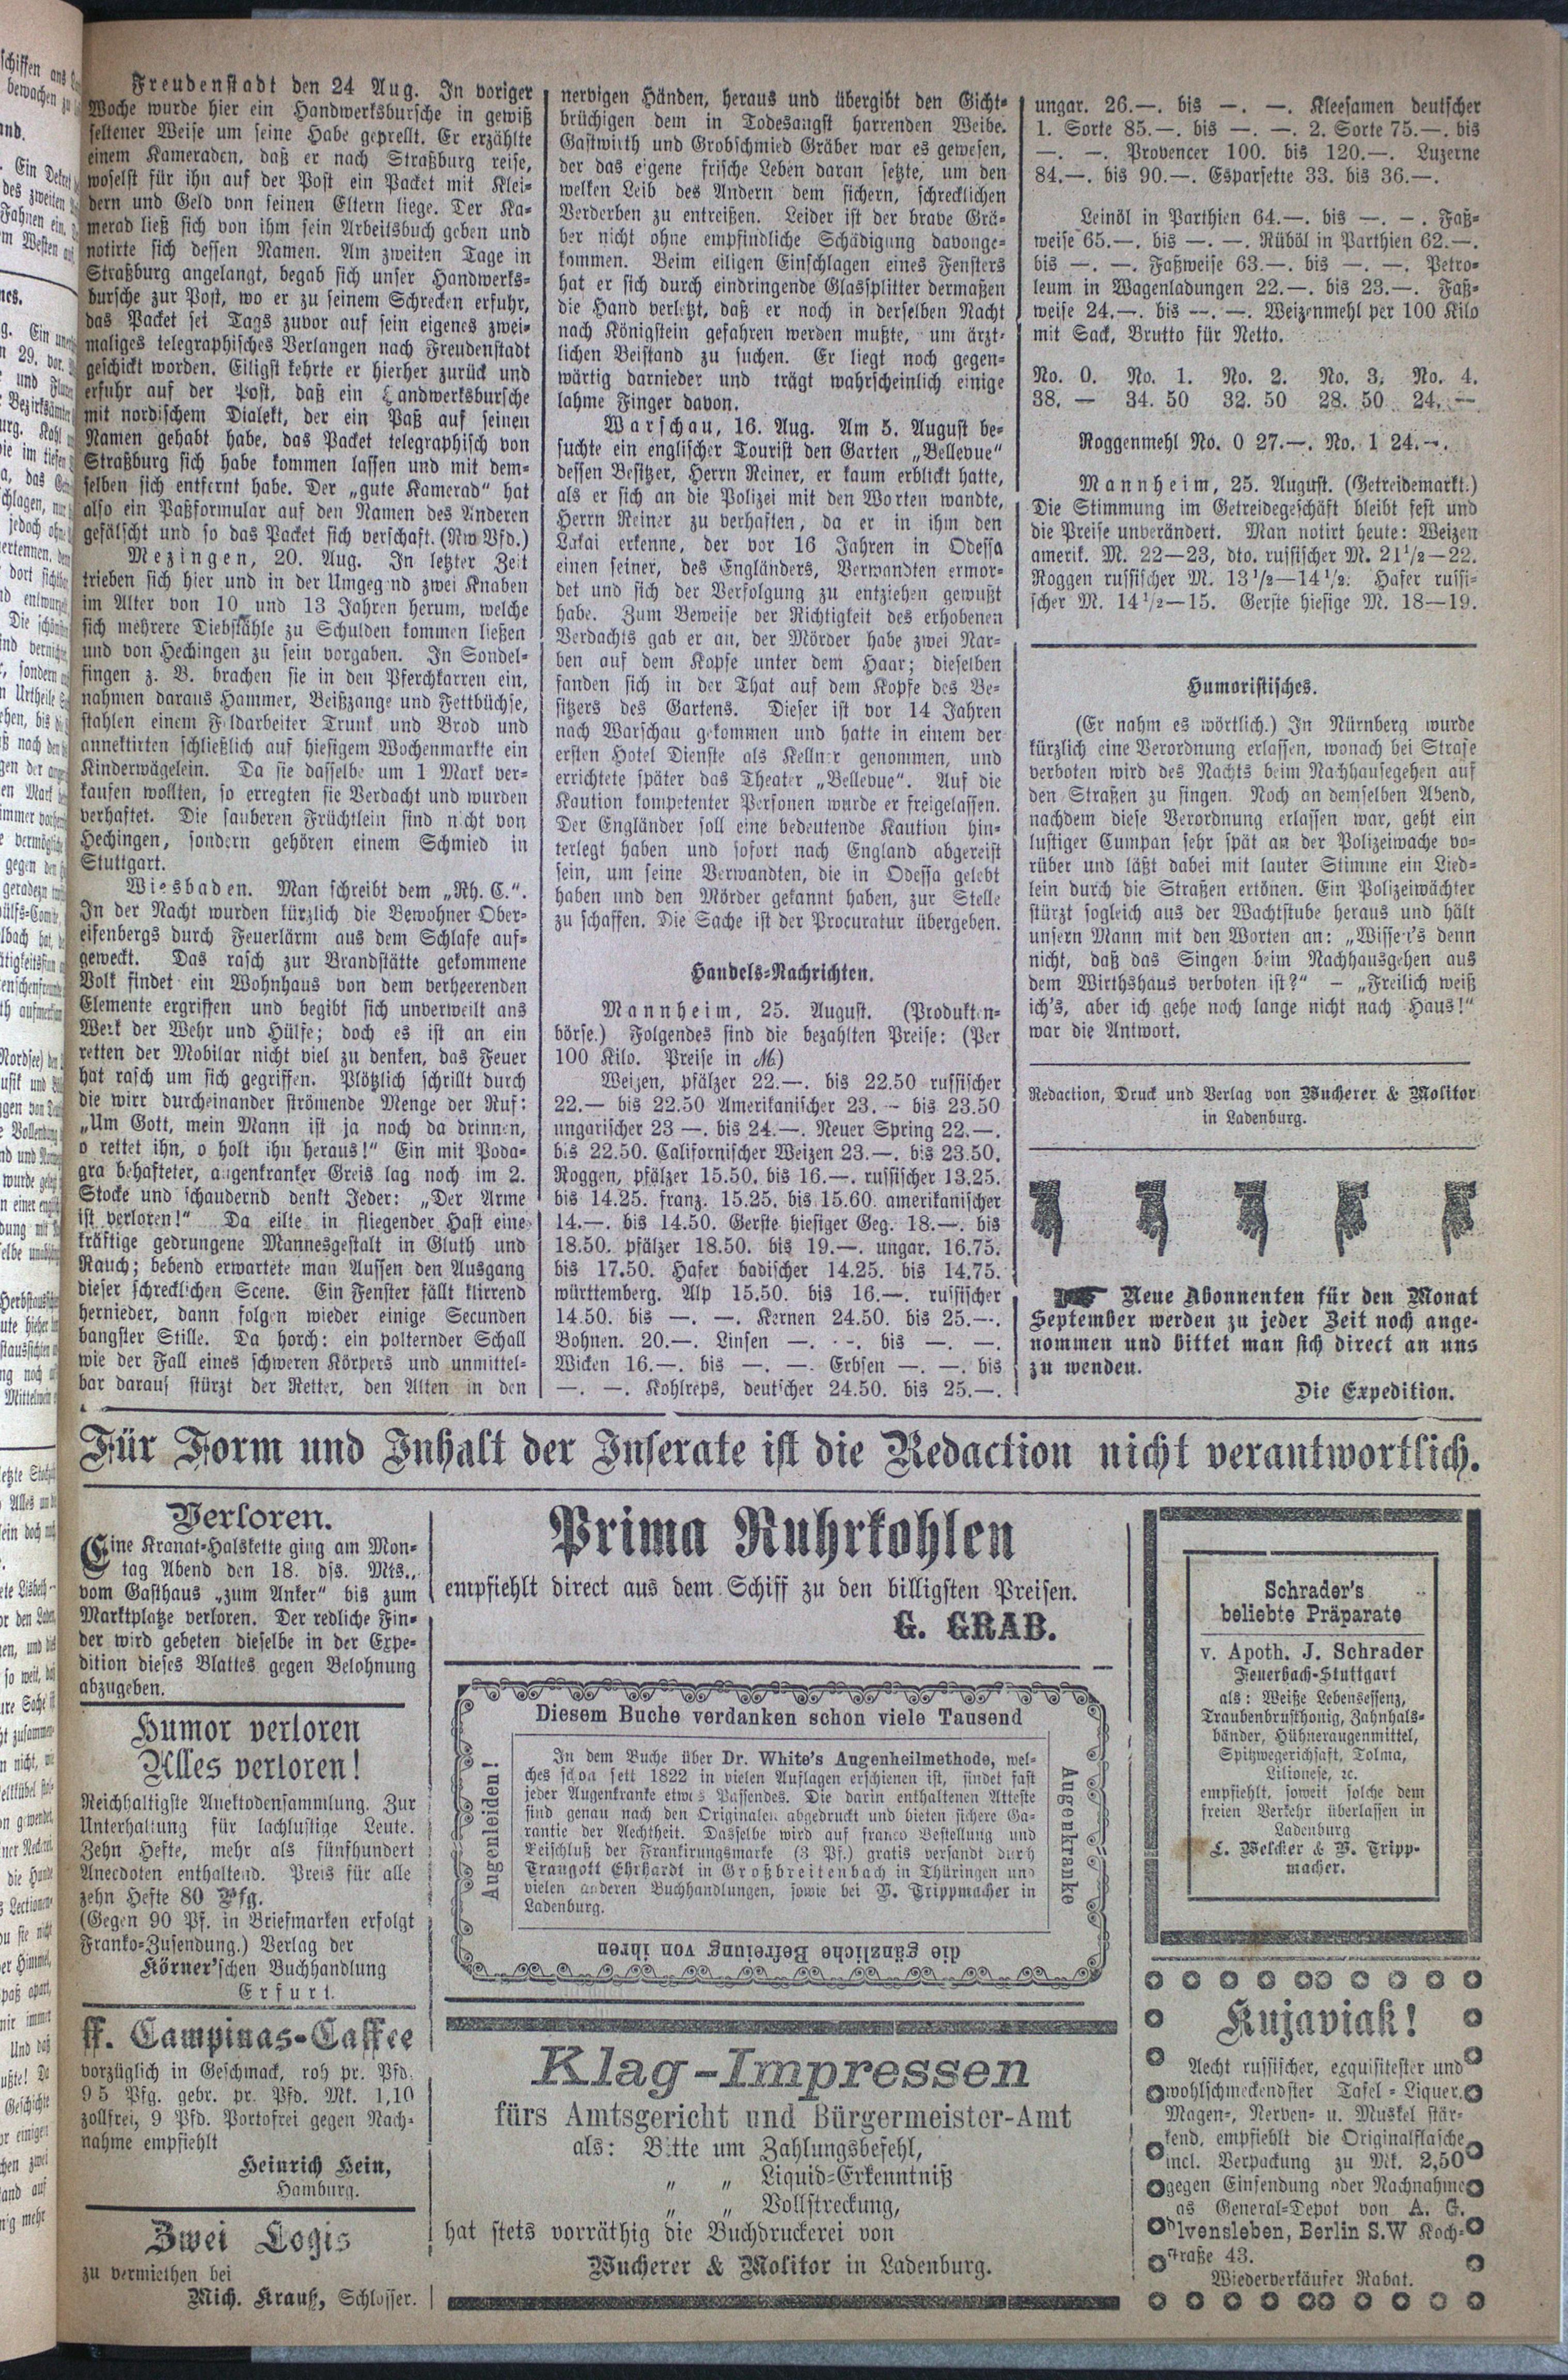 Freudenstadt den 24 Aug. In voriger
Woche wurde hier ein Handwerksbursche in gewiß
seltener Weise um seine Habe geprellt. Er erzählte
einem Kameraden, daß er nach Straßburg reise,
woselst für ihn auf der Post ein Packet mit Klei-
dern und Geld von seinen Eltern liege. Der Ka-
merad ließ sich von ihm sein Arbeitsbuch geben und
notirte sich dessen Namen. Am zweiten Tage in
Straßburg angelangt, begab sich unser Handwerks-
bursche zur Post, wo er zu seinem Schrecken erfuhr,
das Packet sei Tags zuvor auf sein eigenes zwei-
maliges telegraphisches Verlangen nach Freudenstadt
geschickt worden. Eiligst kehrte er hierher zurück und
erfuhr auf der Post, daß ein Handwerksbursche
mit nordischem Dialekt, der ein Paß auf seinen
Namen gehabt habe, das Packet telegraphisch von
Straßburg sich habe kommen lassen und mit dem-
selben sich entfernt habe. Der „gute Kamerad“ hat
also ein Paßformular auf den Namen des Anderen
gefälscht und so das Packet sich verschaft. (Nw Bfd.)
Mezingen, 20. Aug. In letzter Zeit
trieben sich hier und in der Umgegend zwei Knaben
im Alter von 10 und 13 Jahren herum, welche
sich mehrere Diebstähle zu Schulden kommen ließen
und von Hechingen zu sein vorgaben. In Sondel-
fingen z. B. brachen sie in den Pferchkarren ein,
nahmen daraus Hammer, Beißzange und Fettbüchse,
stahlen einem Feldarbeiter Trunk und Brod und
annektirten schließlich auf hiesigem Wochenmarkte ein
Kinderwägelein. Da sie dasselbe um 1 Mark ver-
kaufen wollten, so erregten sie Verdacht und wurden
verhaftet. Die sauberen Früchtlein sind nicht von
Hechingen, sondern gehören einem Schmied in
Stuttgart.
Wiesbaden. Man schreibt dem „Rh. C.“.
In der Nacht wurden kürzlich die Bewohner Ober-
eifenbergs durch Feuerlärm aus dem Schlafe auf-
geweckt. Das rasch zur Brandstätte gekommene
Volk findet ein Wohnhaus von dem verheerenden
Elemente ergriffen und begibt sich unverweilt ans
Werk der Wehr und Hülfe; doch es ist an ein
retten der Mobilar nicht viel zu denken, das Feuer
hat rasch um sich gegriffen. Plötzlich schrillt durch
die wirr durcheinander strömende Menge der Ruf:
„Um Gott, mein Mann ist ja noch da drinnen,
o rettet ihn, o holt ihn heraus!“ Ein mit Poda-
gra behafteter, augenkranker Greis lag noch im 2.
Stocke und schaudernd denkt Jeder: „Der Arme
ist verloren!“ Da eilte in fliegender Hast eine
kräftige gedrungene Mannesgestalt in Gluth und
Rauch; bebend erwartete man Aussen den Ausgang
dieser schrecklichen Scene. Ein Fenster fällt klirrend
hernieder, dann folgen wieder einige Secunden
bangster Stille. Da horch: ein polternder Schall
wie der Fall eines schweren Körpers und unmittel-
bar darauf stürzt der Retter, den Alten in den
nervigen Händen, heraus und übergibt den Gicht-
brüchigen dem in Todesangst harrenden Weibe.
Gastwirth und Grobschmied Gräber war es gewesen,
der das eigene frische Leben daran setzte, um den
welken Leib des Andern dem sichern, schrecklichen
Verderben zu entreißen. Leider ist der brave Grä-
ber nicht ohne empfindliche Schädigung davonge-
kommen. Beim eiligen Einschlagen eines Fensters
hat er sich durch eindringende Glassplitter dermaßen
die Hand verletzt, daß er noch in derselben Nacht
nach Königstein gefahren werden mußte, um ärzt-
lichen Beistand zu suchen. Er liegt noch gegen-
wärtig darnieder und trägt wahrscheinlich einige
lahme Finger davon.
Warschau, 16. Aug. Am 5. August be-
suchte ein englischer Tourist den Garten „Bellevue“
dessen Besitzer, Herrn Reiner, er kaum erblickt hatte,
als er sich an die Polizei mit den Worten wandte,
Herrn Reiner zu verhaften, da er in ihm den
Lakai erkenne, der vor 16 Jahren in Odessa
einen seiner, des Engländers, Verwandten ermor-
det und sich der Verfolgung zu entziehen gewußt
habe. Zum Beweise der Richtigkeit des erhobenen
Verdachts gab er an, der Mörder habe zwei Nar-
ben auf dem Kopfe unter dem Haar; dieselben
fanden sich in der That auf dem Kopfe des Be-
sitzers des Gartens. Dieser ist vor 14 Jahren
nach Warschau gekommen und hatte in einem der
ersten Hotel Dienste als Kellner genommen, und
errichtete später das Theater „Bellevue“. Auf die
Kaution kompetenter Personen wurde er freigelassen.
Der Engländer soll eine bedeutende Kaution hin-
terlegt haben und sofort nach England abgereist
sein, um seine Verwandten, die in Odessa gelebt
haben und den Mörder gekannt haben, zur Stelle
zu schaffen. Die Sache ist der Procuratur übergeben.
Handels-Nachrichten.
Mannheim, 25. August. (Produkten-
börse.) Folgendes sind die bezahlten Preise: (Per
100 Kilo. Preise in M)
Weizen, pfälzer 22.—. bis 22.50 russischer
22.— bis 22.50 Amerikanischer 23. – bis 23.50
ungarischer 23 —. bis 24.—. Neuer Spring 22.—.
bis 22.50. Californischer Weizen 23.—. bis 23.50.
Roggen, pfälzer 15.50. bis 16.—. russischer 13.25.
bis 14.25. franz. 15.25. bis 15.60. amerikanischer
14.—. bis 14.50. Gerste hiesiger Geg. 18.—. bis
18.50. pfälzer 18.50. bis 19.—. ungar. 16.75.
bis 17.50. Hafer badischer 14.25. bis 14.75.
württemberg. Alp 15.50. bis 16.—. russischer
14.50. bis —. —. Kernen 24.50. bis 25.—.
Bohnen. 20.—. Linsen —. –. bis —. —.
Wicken 16.—. bis —. —. Erbsen —. —. bis
—. —. Kohlreps, deutscher 24.50. bis 25.—.
ungar. 26.—. bis —. —. Kleesamen deutscher
1. Sorte 85.—. bis —. —. 2. Sorte 75.—. bis
—. —. Provencer 100. bis 120.—. Luzerne
84.—. bis 90.—. Esparsette 33. bis 36.—.
Leinöl in Parthien 64.—. bis —. –. Faß-
weise 65.—. bis —. —. Rüböl in Parthien 62.—.
bis —. —. Faßweise 63.—. bis —. —. Petro-
leum in Wagenladungen 22.—. bis 23.—. Faß-
weise 24.—. bis —. —. Weizenmehl per 100 Kilo
mit Sack, Brutto für Netto.
No. 0. No. 1. No. 2. No. 3. No. 4.
38. — 34. 50 32. 50 28. 50 24. —
Roggenmehl No. 0 27.—. No. 1 24.—.
Mannheim, 25. August. (Getreidemarkt.)
Die Stimmung im Getreidegeschäft bleibt fest und
die Preise unverändert. Man notirt heute: Weizen
amerik. M. 22—23, dto. russischer M. 21½—22.
Roggen russischer M. 13½—14½. Hafer russi-
scher M. 14½—15. Gerste hiesige M. 18—19.
Humoristisches.
(Er nahm es wörtlich.) In Nürnberg wurde
kürzlich eine Verordnung erlassen, wonach bei Strafe
verboten wird des Nachts beim Nachhausegehen auf
den Straßen zu singen. Noch an demselben Abend,
nachdem diese Verordnung erlassen war, geht ein
lustiger Cumpan sehr spät an der Polizeiwache vo-
rüber und läßt dabei mit lauter Stimme ein Lied-
lein durch die Straßen ertönen. Ein Polizeiwächter
stürzt sogleich aus der Wachtstube heraus und hält
unsern Mann mit den Worten an: „Wisse's denn
nicht, daß das Singen beim Nachhausgehen aus
dem Wirthshaus verboten ist?“ – „Freilich weiß
ich's, aber ich gehe noch lange nicht nach Haus!“
war die Antwort.
Redaction, Druck und Verlag von Wucherer & Molitor
in Ladenburg.
Neue Abonnenten für den Monat
September werden zu jeder Zeit noch ange-
nommen und bittet man sich direct an uns
zu wenden.
Die Expedition.
Für Form und Inhalt der Inserate ist die Redaction nicht verantwortlich.
Verloren.
Eine Kranat-Halskette ging am Mon-
tag Abend den 18. dss. Mts.,
vom Gasthaus „zum Anker“ bis zum
Marktplatze verloren. Der redliche Fin-
der wird gebeten dieselbe in der Expe-
dition dieses Blattes gegen Belohnung
abzugeben.
Humor verloren
Alles verloren!
Reichhaltigste Anektodensammlung. Zur
Unterhaltung für lachlustige Leute.
Zehn Hefte, mehr als fünfhundert
Anecdoten enthaltend. Preis für alle
zehn Hefte 80 Pfg.
(Gegen 90 Pf. in Briefmarken erfolgt
Franko-Zusendung.) Verlag der
Körner'schen Buchhandlung
Erfurt.
ff. Campinas-Caffee
vorzüglich in Geschmack, roh pr. Pfd.
95 Pfg. gebr. pr. Pfd. Mk. 1,10
zollfrei, 9 Pfd. Portofrei gegen Nach-
nahme empfiehlt
Heinrich Hein,
Hamburg.
Zwei Logis
zu vermiethen bei
Mich. Krauß, Schlosser.
Prima Ruhrkohlen
empfiehlt direct aus dem Schiff zu den billigsten Preisen.
G. GRAB.
Diesem Buche verdanken schon viele Tausend
Augenleiden!
In dem Buche über Dr. White's Augenheilmethode, wel-
ches schon seit 1822 in vielen Auflagen erschienen ist, findet fast
jeder Augenkranke etwas Passendes. Die darin enthaltenen Atteste
sind genau nach den Originalen abgedruckt und bieten sichere Ga-
rantie der Aechtheit. Dasselbe wird auf franco Bestellung und
Beischluß der Frankirungsmarke (3 Pf.) gratis versandt durch
Traugott Ehrhardt in Großbreitenbach in Thüringen und
vielen anderen Buchhandlungen, sowie bei B. Trippmacher in
Ladenburg.
Augenkranke
die gänzliche Befreiung von ihren
Klag-Impressen
fürs Amtsgericht und Bürgermeister-Amt
als: Bitte um Zahlungsbefehl,
„ „ Liquid-Erkenntniß
„ „ Vollstreckung,
hat stets vorräthig die Buchdruckerei von
Wucherer & Molitor in Ladenburg.
Schrader's
beliebte Präparate
v. Apoth. J. Schrader
Feuerbach-Stuttgart
als: Weiße Lebensessenz,
Traubenbrusthonig, Zahnhals-
bänder, Hühneraugenmittel,
Spitzwegerichsaft, Tolma,
Lilionese, ꝛc.
empfiehlt, soweit solche dem
freien Verkehr überlassen in
Ladenburg
L. Welcker & B. Tripp-
macher.
Kujaviak!
Aecht russischer, exquisitester und
wohlschmeckendster Tafel-Liquer,
Magen-, Nerven- u. Muskel stär-
kend, empfiehlt die Originalflasche
incl. Verpackung zu Mk. 2,50
gegen Einsendung oder Nachnahme
as General-Depot von A. G.
lvensleben, Berlin S.W Koch-
traße 43.
Wiederverkäufer Rabat.